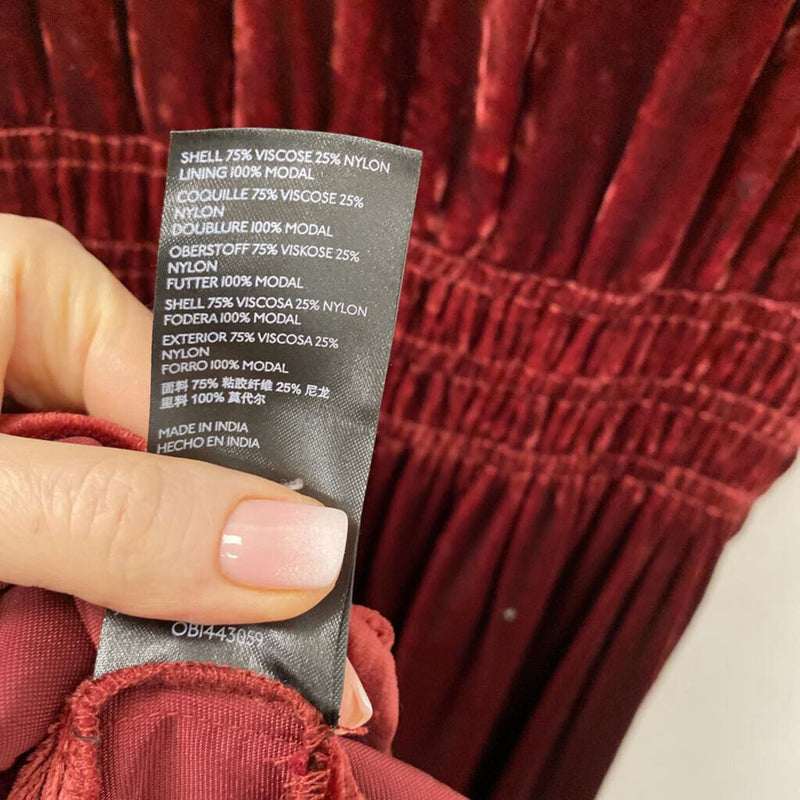 SHELL 75% VISCOSE 25% NYLON
LINING 100% MODAL
COQUILLE 75% VISCOSE 25%
NYLON
DOUBLURE 100% MODAL
OBERSTOFF 75% VISKOSE 25%
NYLON
FUTTER 100% MODAL
SHELL 75% VISCOSA 25% NYLON
FODERA 100% MODAL
EXTERIOR 75% VISCOSA 25%
NYLON
FORRO 100% MODAL
面料 75% 粘胶纤维 25% 尼龙
里料 100% 莫代尔
MADE IN INDIA
HECHO EN INDIA
OB1443059